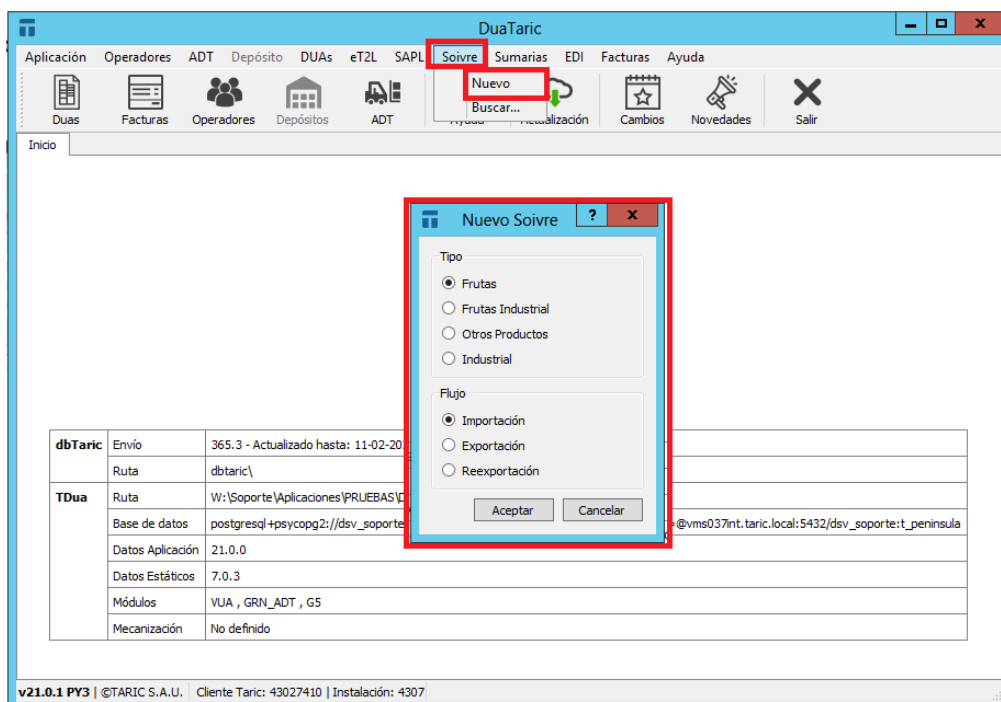 DuaTaric
Aplicación Operadores ADT Depósito DUAs eT2L SAPL Soivre Sumarias EDI Facturas Ayuda
Nuevo
Buscar...
Duas Facturas Operadores Depósitos ADT Ayuda Actualización Cambios Novedades Salir
Inicio
Nuevo Soivre ? x
Tipo
Frutas
Frutas Industrial
Otros Productos
Industrial
Flujo
Importación
Exportación
Reexportación
Aceptar Cancelar
dbTaric Envío 365.3 - Actualizado hasta: 11-02-20
Ruta dbtaric\
TDua Ruta W:\Soporte\Aplicaciones\PRUEBAS\
Base de datos postgresql+psycopg2://dsv_soporte =@vms037int.taric.local:5432/dsv_soporte:t_peninsula
Datos Aplicación 21.0.0
Datos Estáticos 7.0.3
Módulos VUA , GRN_ADT , G5
Mecanización No definido
v21.0.1 PY3 | ©TARIC S.A.U. Cliente Taric: 43027410 | Instalación: 4307